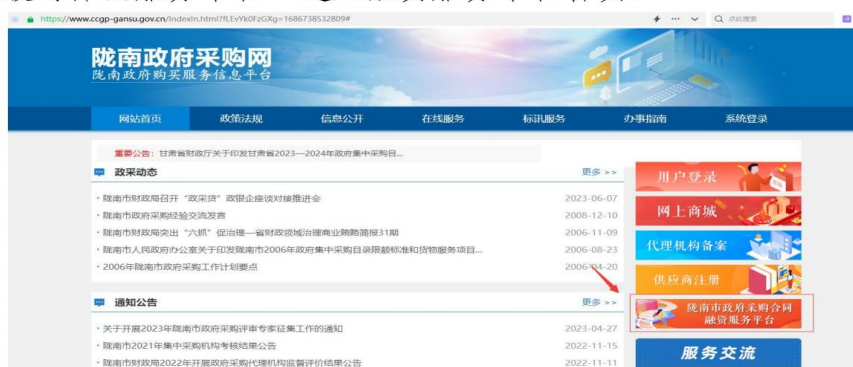 https://www.ccgp-gansu.gov.cn/indexIn.html?fLEvYk0FzGXg=1686738532809#
点此搜索
陇南政府采购网
陇南政府购买服务信息平台
网站首页 政策法规 信息公开 在线服务 标讯服务 办事指南 系统登录
重要公告：甘肃省财政厅关于印发甘肃省2023—2024年政府集中采购目...
政采动态 更多 >>
陇南市财政局召开“政采贷”政银企座谈对接推进会 2023-06-07
陇南市政府采购经验交流发言 2008-12-10
陇南市财政局突出“六抓”促治理—省财政领域治理商业贿赂简报31期 2006-11-09
陇南市人民政府办公室关于印发陇南市2006年政府集中采购目录限额标准和货物服务项目... 2006-08-23
2006年陇南市政府采购工作计划要点 2006-04-20
通知公告 更多 >>
关于开展2023年陇南市政府采购评审专家征集工作的通知 2023-04-27
陇南市2021年集中采购机构考核结果公告 2022-11-15
陇南市财政局2022年开展政府采购代理机构监督评价结果公告 2022-11-11
用户登录
网上商城
代理机构备案
供应商注册
陇南市政府采购合同
融资服务平台
服务交流